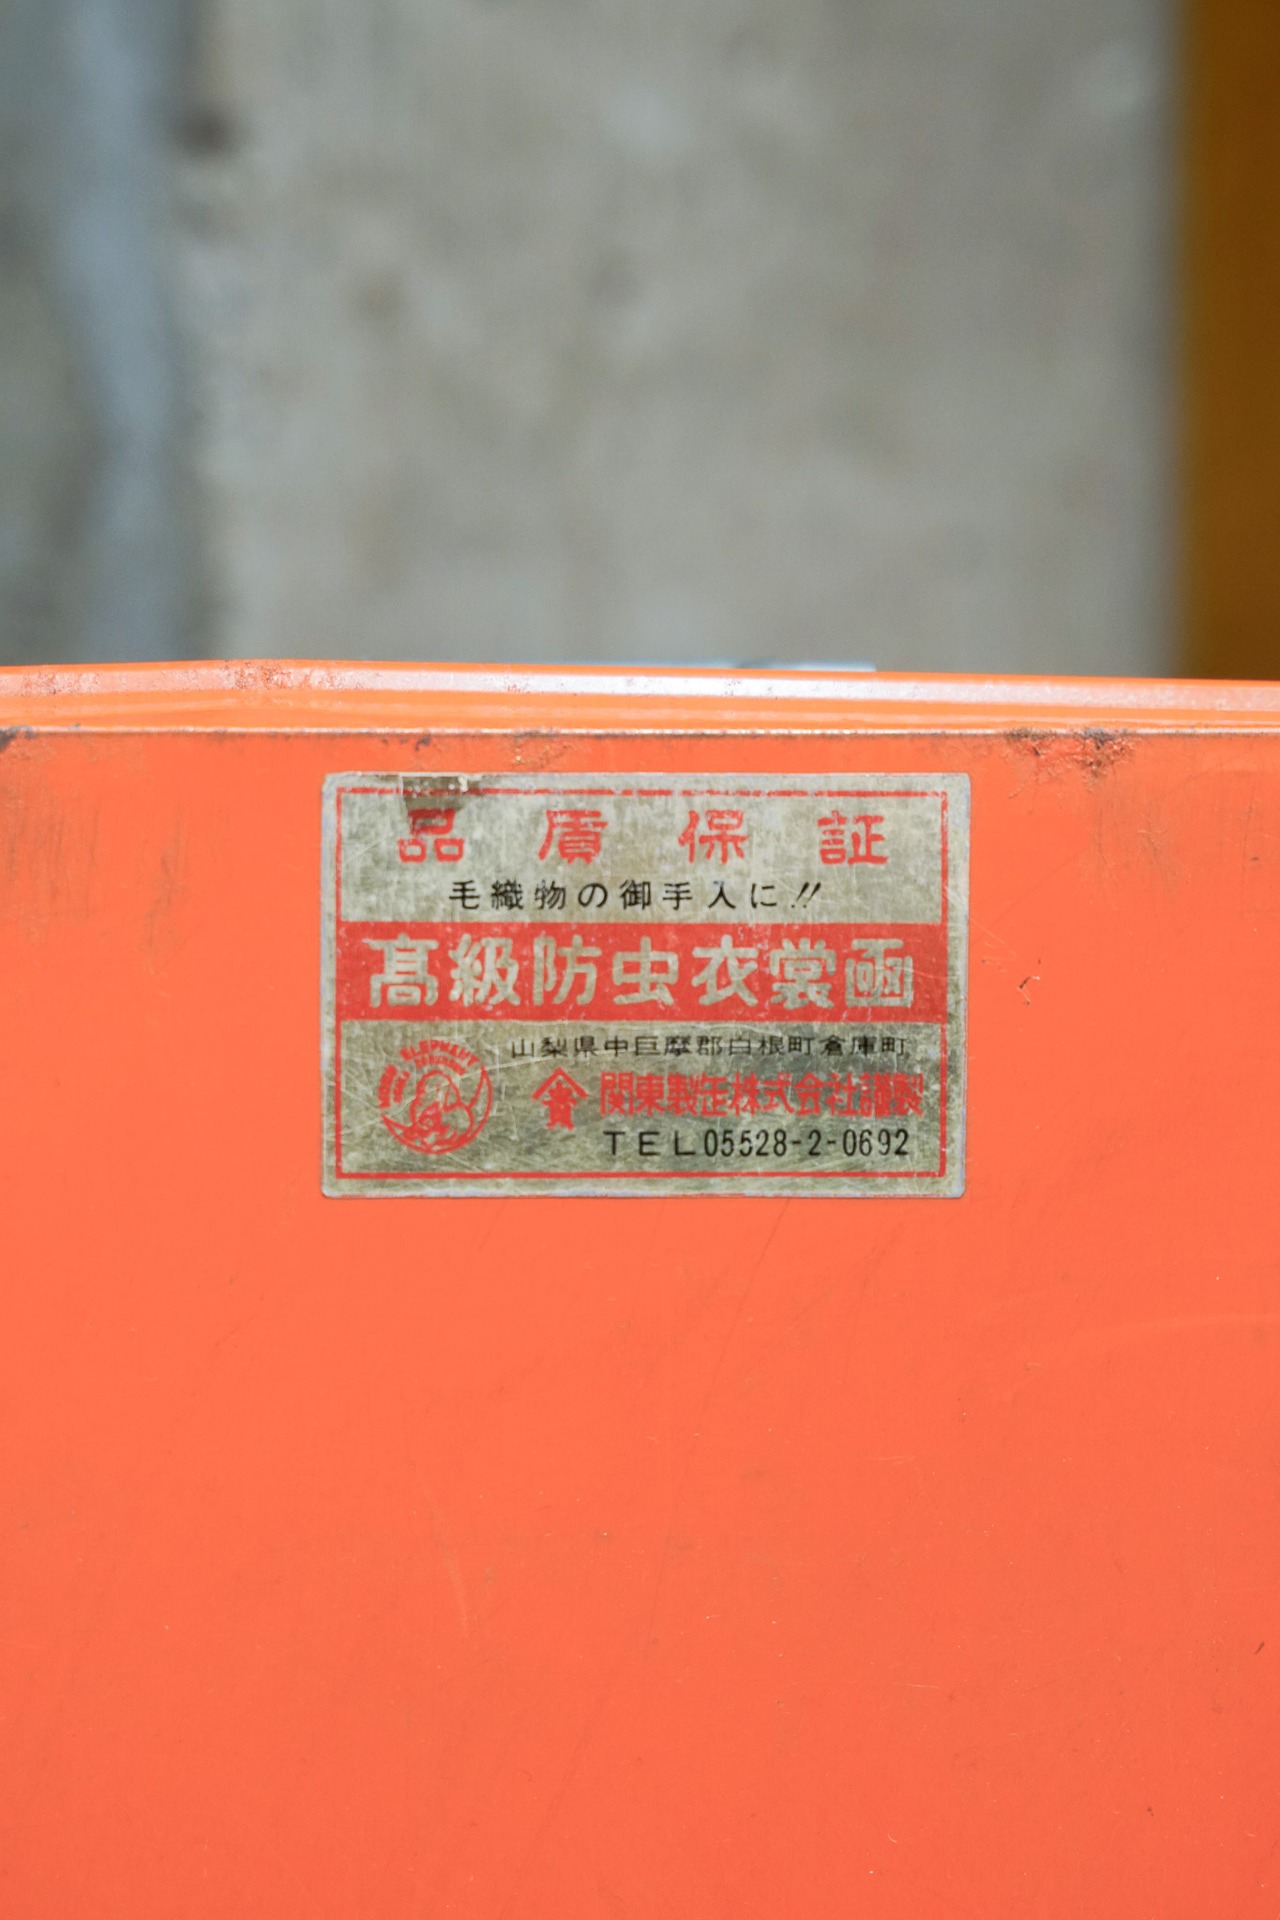 品質保証
毛織物の御手入に!!
高級防虫衣裳函
ELEPHANT
山梨県中巨摩郡白根町倉庫町
関東製缶株式会社謹製
TEL05528-2-0692